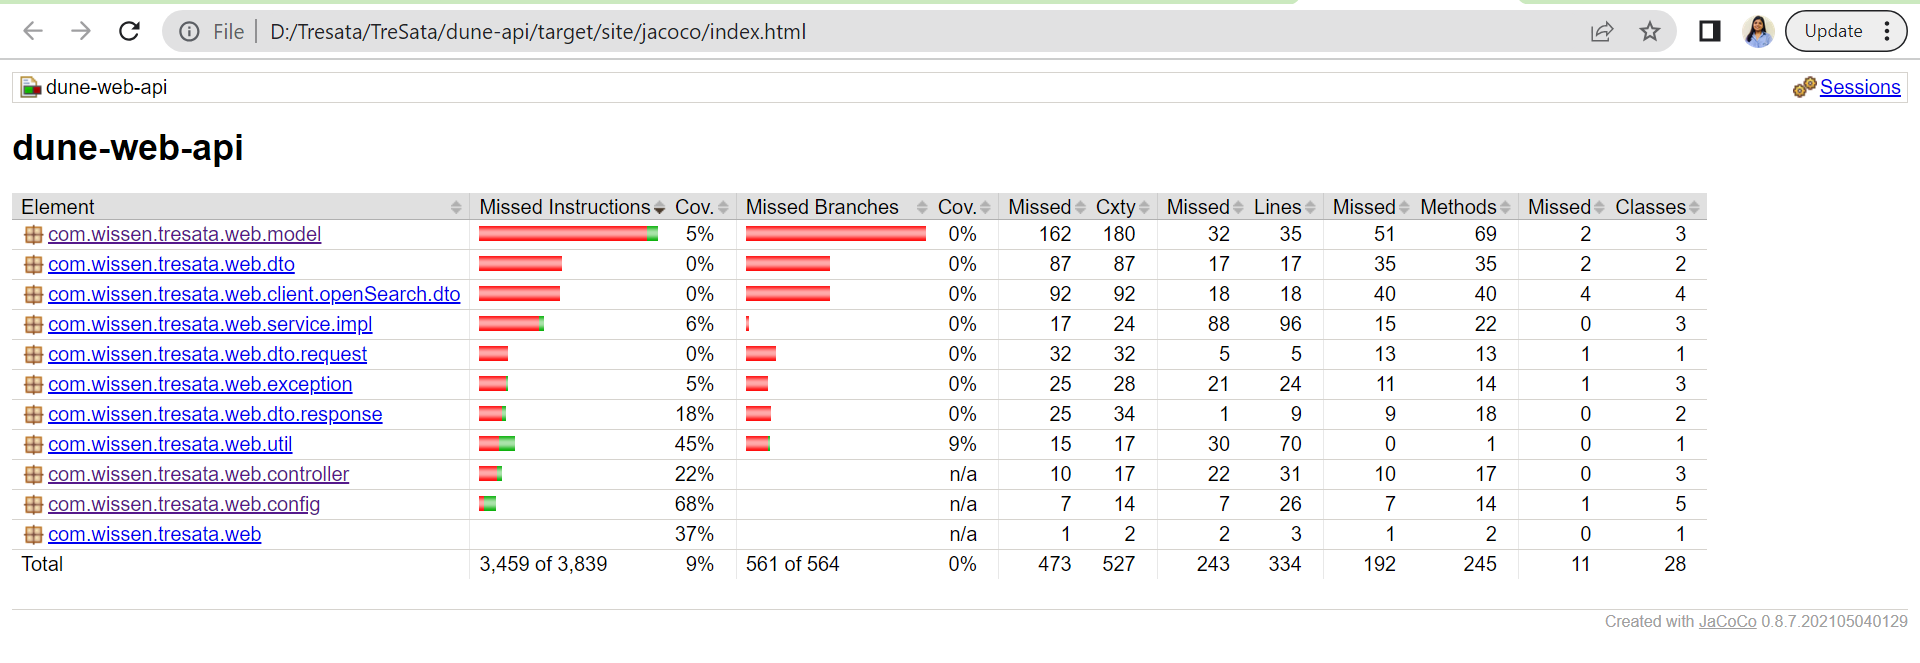 File D:/Tresata/TreSata/dune-api/target/site/jacoco/index.html Update
dune-web-api Sessions
dune-web-api
Element Missed Instructions Cov. Missed Branches Cov. Missed Cxty Missed Lines Missed Methods Missed Classes
com.wissen.tresata.web.model 5% 0% 162 180 32 35 51 69 2 3
com.wissen.tresata.web.dto 0% 0% 87 87 17 17 35 35 2 2
com.wissen.tresata.web.client.openSearch.dto 0% 0% 92 92 18 18 40 40 4 4
com.wissen.tresata.web.service.impl 6% 0% 17 24 88 96 15 22 0 3
com.wissen.tresata.web.dto.request 0% 0% 32 32 5 5 13 13 1 1
com.wissen.tresata.web.exception 5% 0% 25 28 21 24 11 14 1 3
com.wissen.tresata.web.dto.response 18% 0% 25 34 1 9 9 18 0 2
com.wissen.tresata.web.util 45% 9% 15 17 30 70 0 1 0 1
com.wissen.tresata.web.controller 22% n/a 10 17 22 31 10 17 0 3
com.wissen.tresata.web.config 68% n/a 7 14 7 26 7 14 1 5
com.wissen.tresata.web 37% n/a 1 2 2 3 1 2 0 1
Total 3,459 of 3,839 9% 561 of 564 0% 473 527 243 334 192 245 11 28
Created with JaCoCo 0.8.7.202105040129